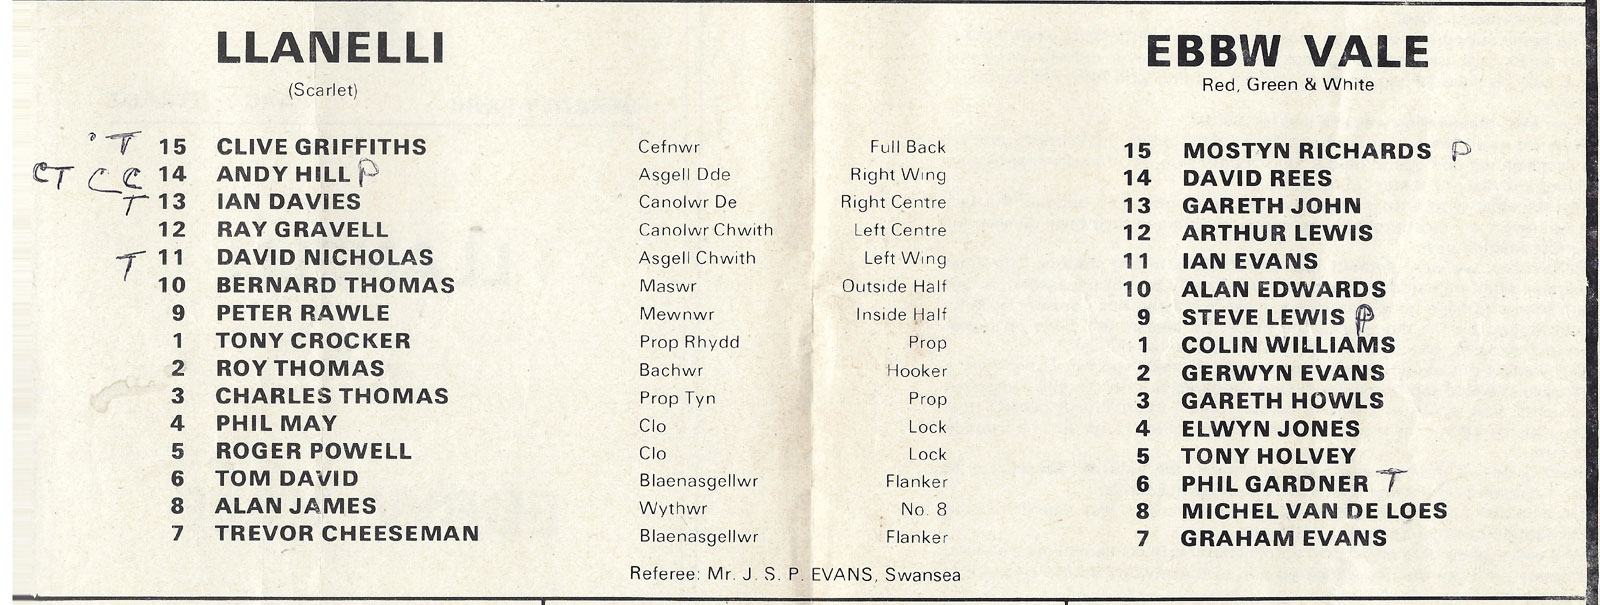 LLANELLI EBBW VALE
(Scarlet) Red, Green & White
T 15 CLIVE GRIFFITHS Cefnwr Full Back 15 MOSTYN RICHARDS P
C T C C 14 ANDY HILL P Asgell Dde Right Wing 14 DAVID REES
T 13 IAN DAVIES Canolwr De Right Centre 13 GARETH JOHN
12 RAY GRAVELL Canolwr Chwith Left Centre 12 ARTHUR LEWIS
T 11 DAVID NICHOLAS Asgell Chwith Left Wing 11 IAN EVANS
10 BERNARD THOMAS Maswr Outside Half 10 ALAN EDWARDS
9 PETER RAWLE Mewnwr Inside Half 9 STEVE LEWIS P
1 TONY CROCKER Prop Rhydd Prop 1 COLIN WILLIAMS
2 ROY THOMAS Bachwr Hooker 2 GERWYN EVANS
3 CHARLES THOMAS Prop Tyn Prop 3 GARETH HOWLS
4 PHIL MAY Clo Lock 4 ELWYN JONES
5 ROGER POWELL Clo Lock 5 TONY HOLVEY
6 TOM DAVID Blaenasgellwr Flanker 6 PHIL GARDNER T
8 ALAN JAMES Wythwr No. 8 8 MICHEL VAN DE LOES
7 TREVOR CHEESEMAN Blaenasgellwr Flanker 7 GRAHAM EVANS
Referee: Mr. J. S. P. EVANS, Swansea